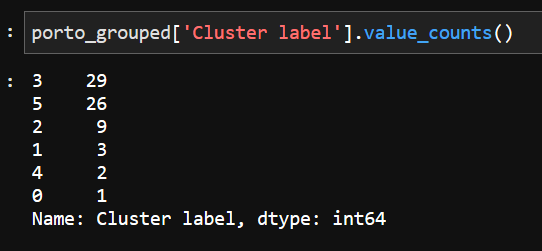 : porto_grouped['Cluster label'].value_counts()
: 3    29
5    26
2     9
1     3
4     2
0     1
Name: Cluster label, dtype: int64